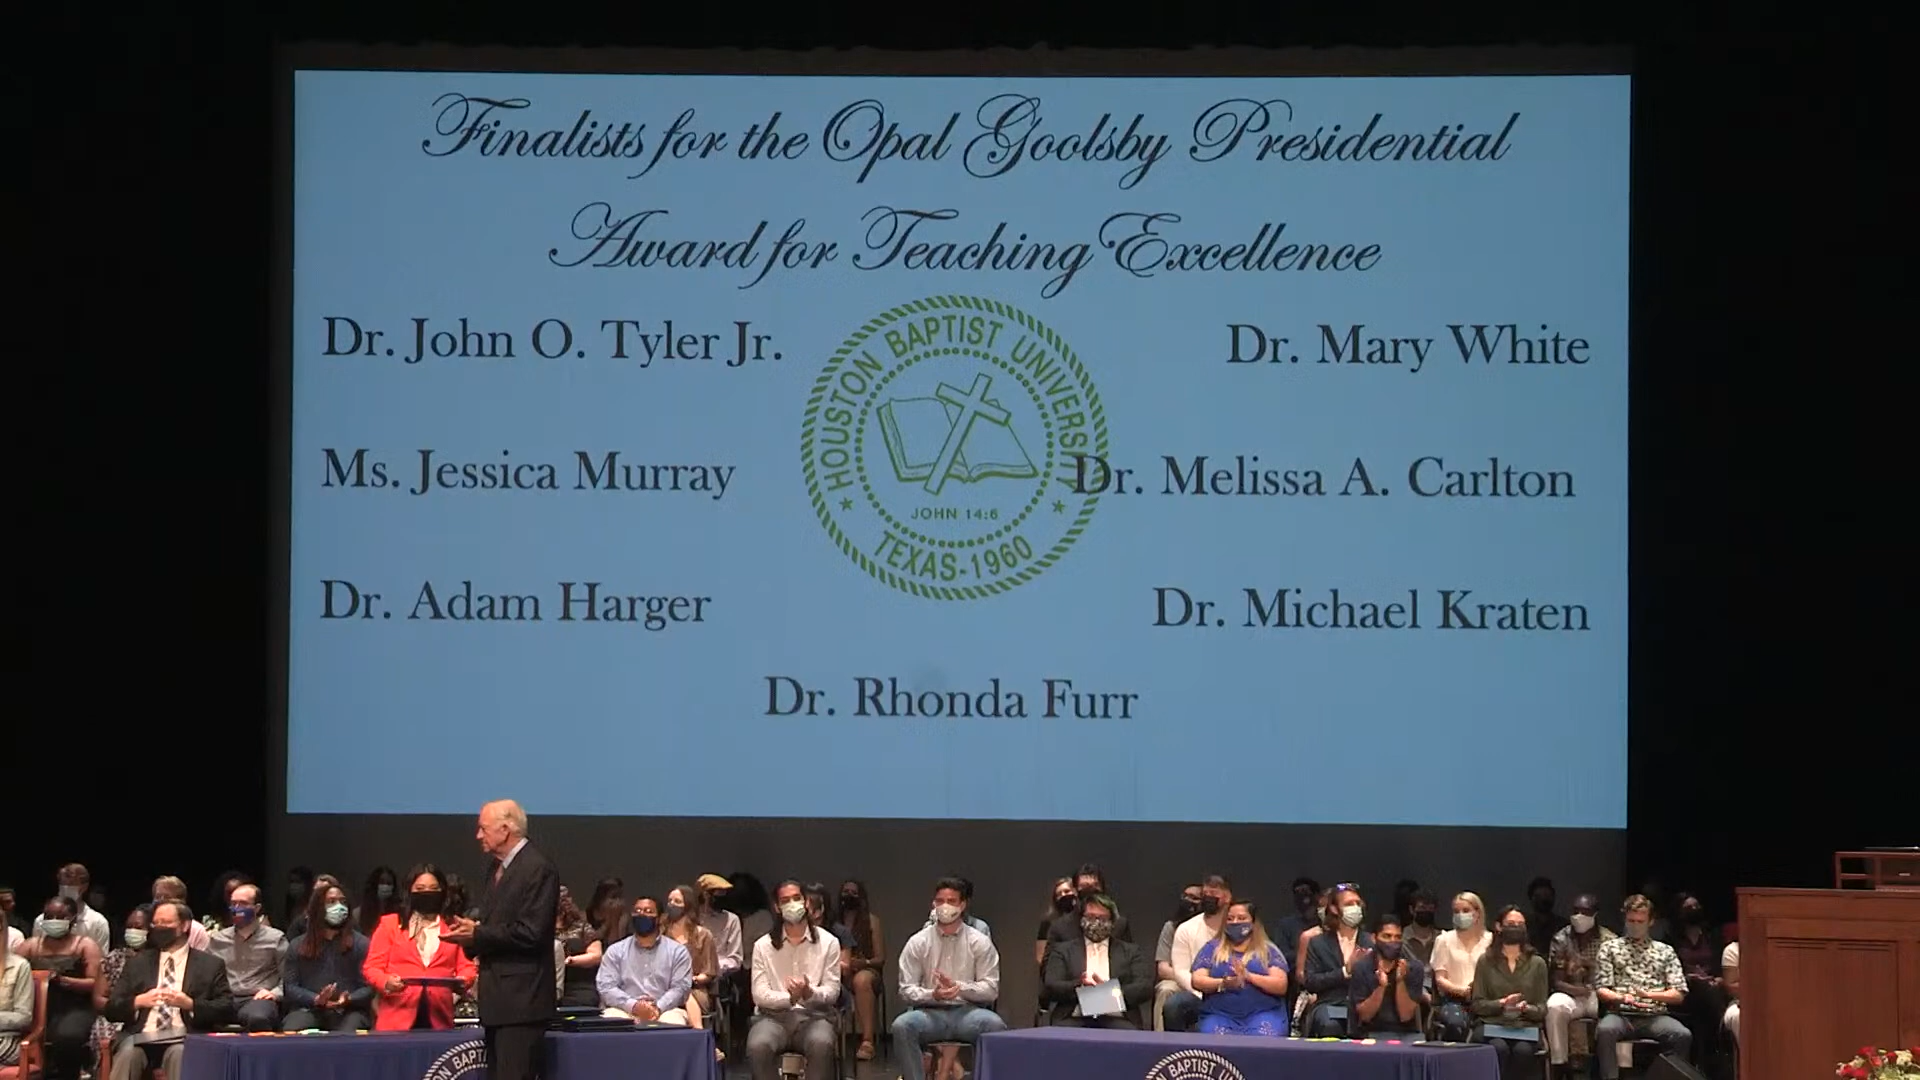 Finalists for the Opal Goolsby Presidential
Award for Teaching Excellence
Dr. John O. Tyler Jr.
Dr. Mary White
HOUSTON BAPTIST UNIVERSITY
Ms. Jessica Murray
Dr. Melissa A. Carlton
JOHN 14:6
TEXAS-1960
Dr. Adam Harger
Dr. Michael Kraten
Dr. Rhonda Furr
BAPT
BAPTIST